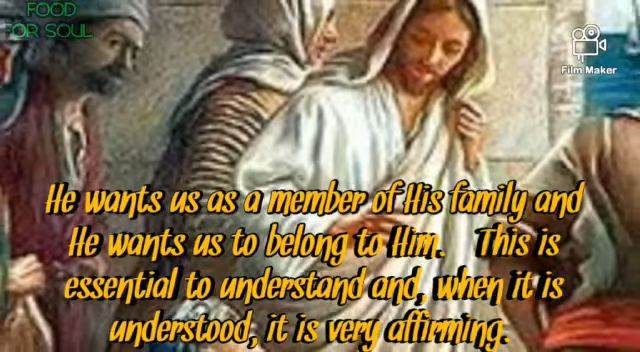 FOOD
FOR SOUL
Film Maker
He wants us as a member of His family and
He wants us to belong to Him. This is
essential to understand and, when it is
understood, it is very affirming.